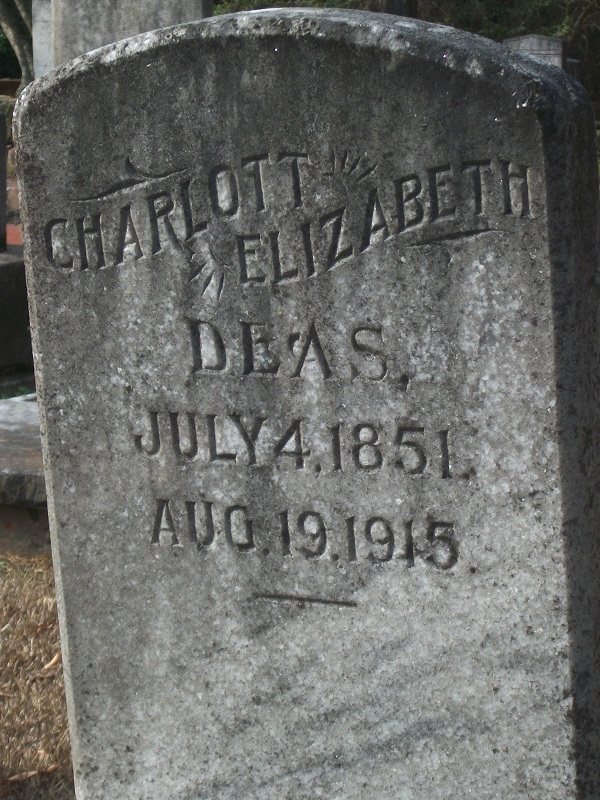 CHARLOTT
ELIZABETH
DEAS,
JULY 4, 1851.
AUG. 19, 1915.